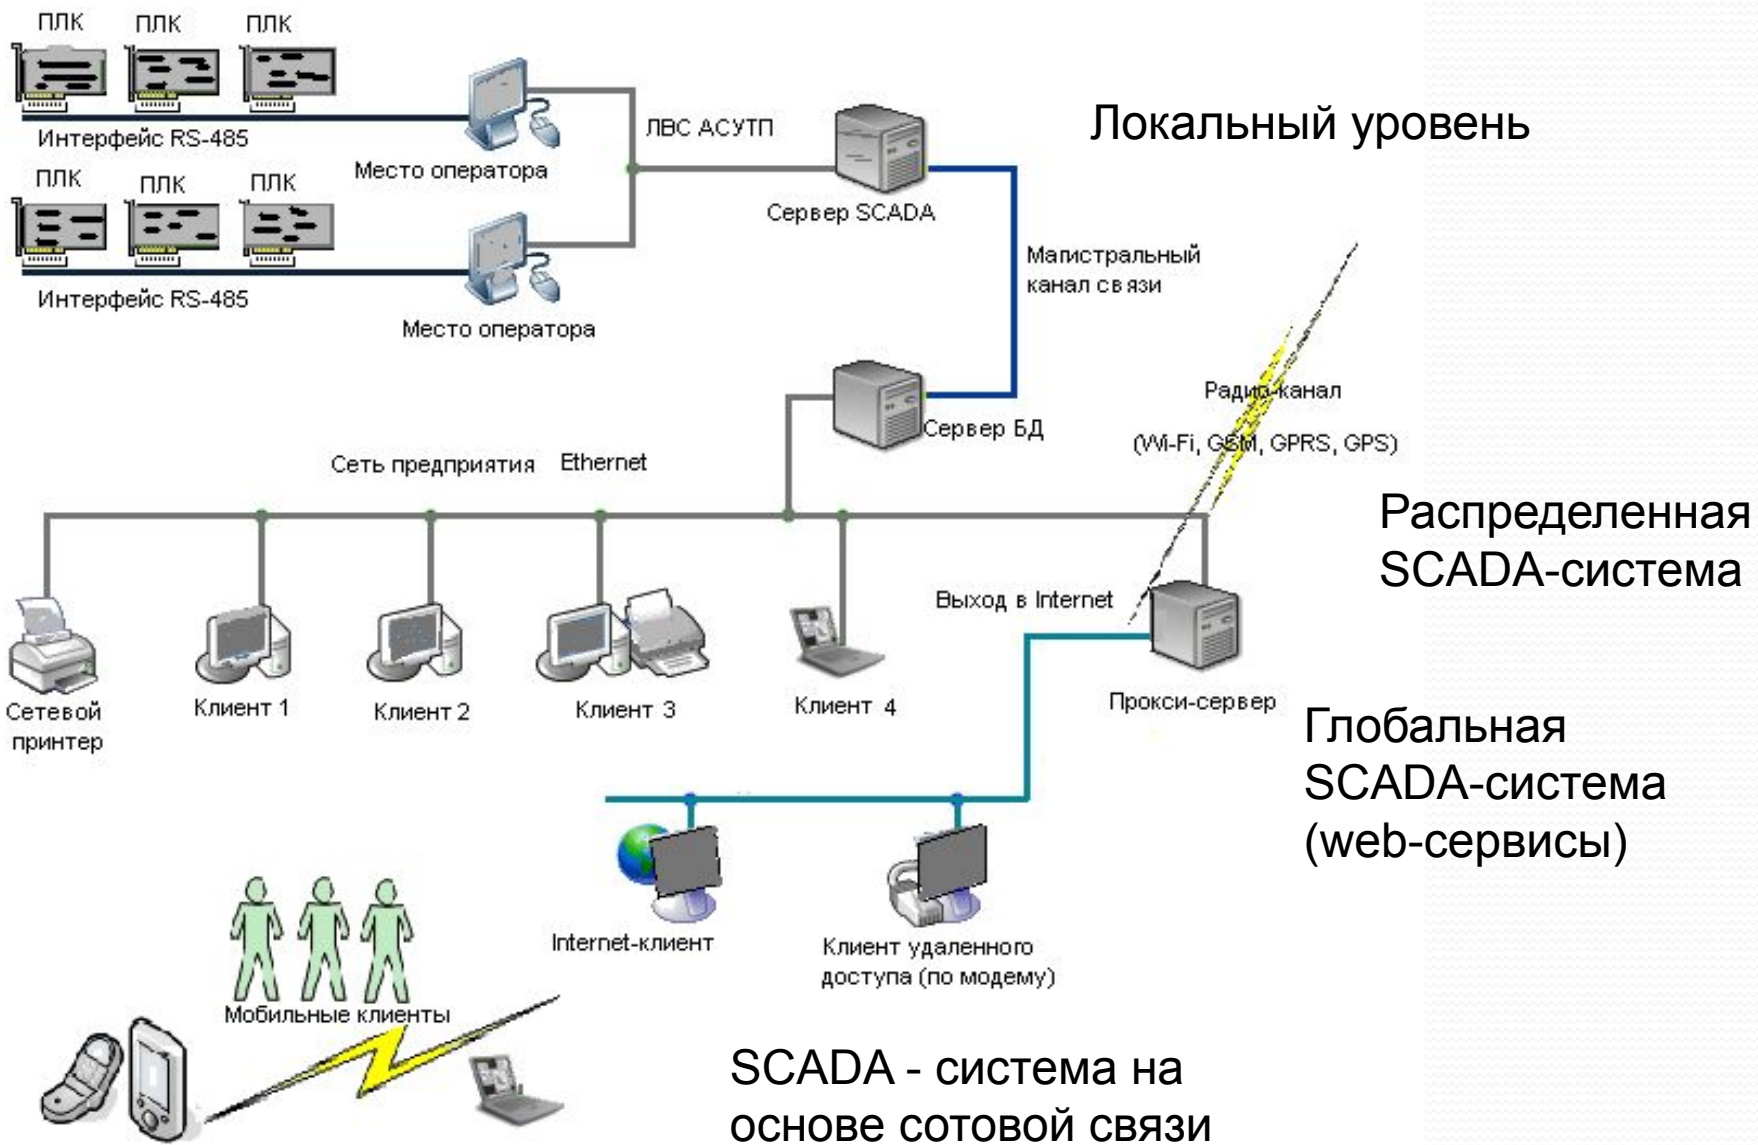 ПЛК
ПЛК
ПЛК
Интерфейс RS-485
Место оператора
ЛВС АСУТП
Сервер SCADA
Локальный уровень
ПЛК
ПЛК
ПЛК
Интерфейс RS-485
Место оператора
Магистральный
канал связи
Сервер БД
Радио-канал
(Wi-Fi, GSM, GPRS, GPS)
Сеть предприятия Ethernet
Распределенная
SCADA-система
Выход в Internet
Сетевой
принтер
Клиент 1
Клиент 2
Клиент 3
Клиент 4
Прокси-сервер
Глобальная
SCADA-система
(web-сервисы)
Internet-клиент
Клиент удаленного
доступа (по модему)
Мобильные клиенты
SCADA - система на
основе сотовой связи